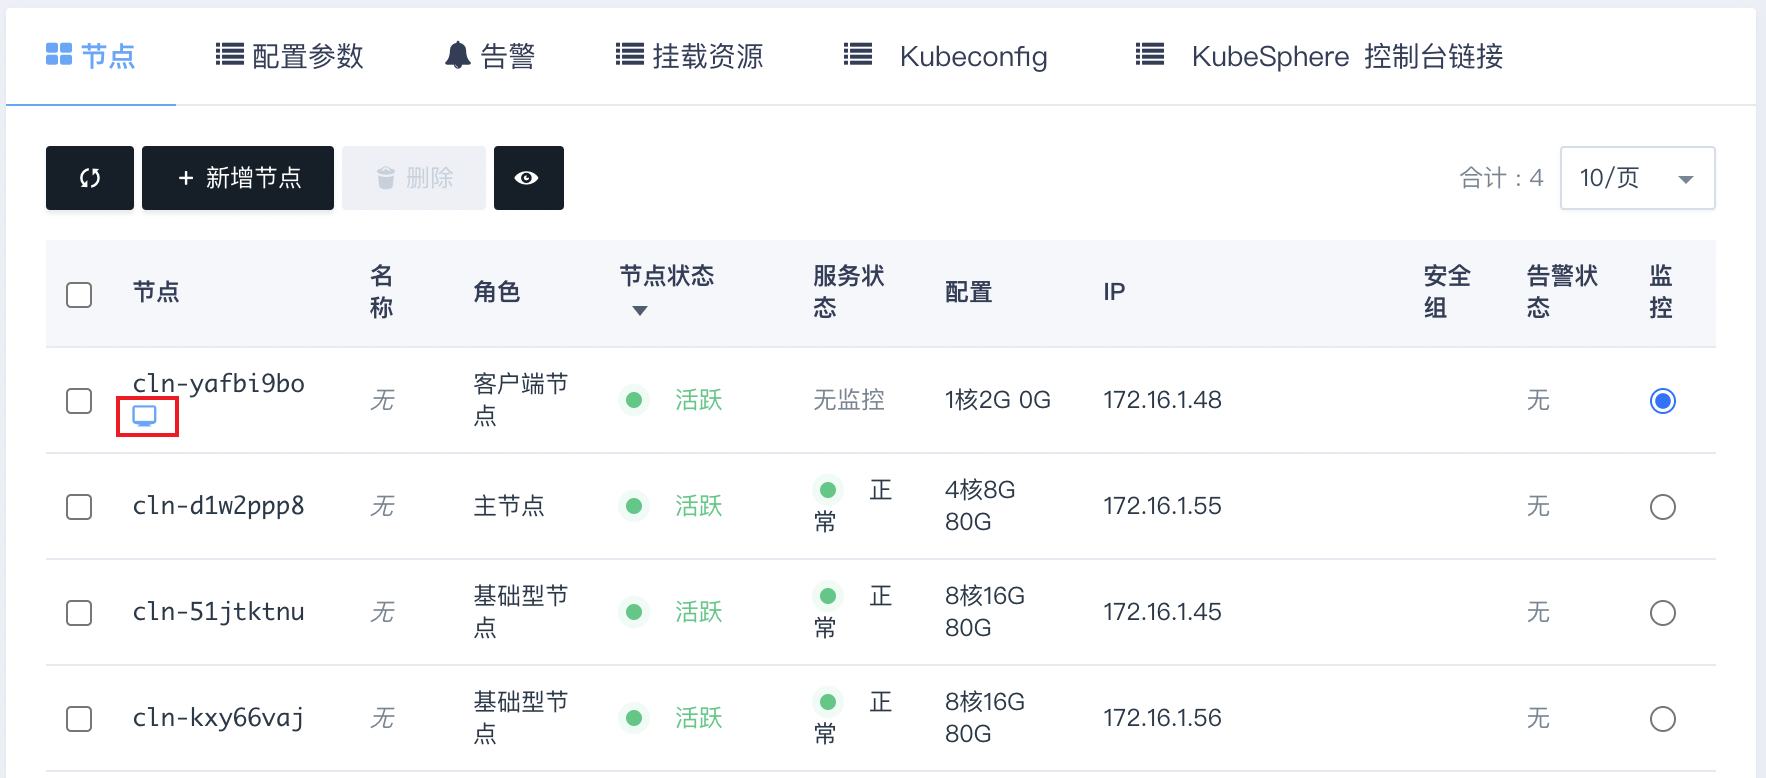 节点 配置参数 告警 挂载资源 Kubeconfig KubeSphere 控制台链接
+ 新增节点 删除 合计：4 10/页
节点 名称 角色 节点状态 服务状态 配置 IP 安全组 告警状态 监控
cln-yafbi9bo 无 客户端节点 活跃 无监控 1核2G 0G 172.16.1.48 无
cln-d1w2ppp8 无 主节点 活跃 正常 4核8G 80G 172.16.1.55 无
cln-51jtktnu 无 基础型节点 活跃 正常 8核16G 80G 172.16.1.45 无
cln-kxy66vaj 无 基础型节点 活跃 正常 8核16G 80G 172.16.1.56 无